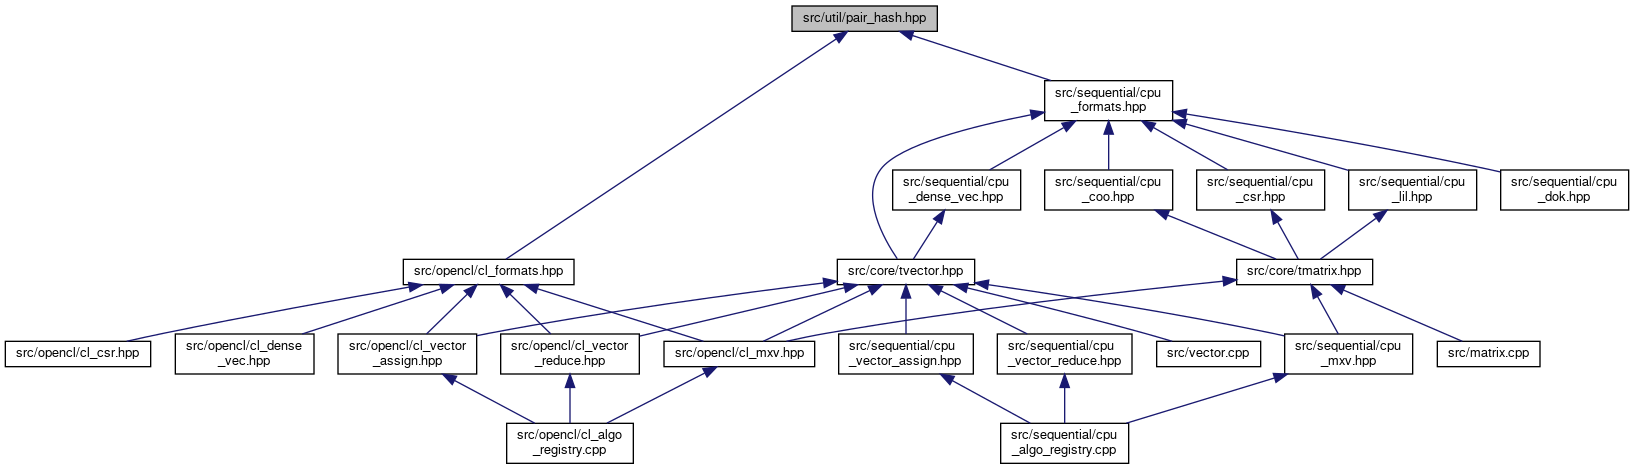 src/util/pair_hash.hpp
src/sequential/cpu
_formats.hpp
src/sequential/cpu
_dense_vec.hpp
src/sequential/cpu
_coo.hpp
src/sequential/cpu
_csr.hpp
src/sequential/cpu
_lil.hpp
src/sequential/cpu
_dok.hpp
src/opencl/cl_formats.hpp
src/core/tvector.hpp
src/core/tmatrix.hpp
src/opencl/cl_csr.hpp
src/opencl/cl_dense
_vec.hpp
src/opencl/cl_vector
_assign.hpp
src/opencl/cl_vector
_reduce.hpp
src/opencl/cl_mxv.hpp
src/sequential/cpu
_vector_assign.hpp
src/sequential/cpu
_vector_reduce.hpp
src/vector.cpp
src/sequential/cpu
_mxv.hpp
src/matrix.cpp
src/opencl/cl_algo
_registry.cpp
src/sequential/cpu
_algo_registry.cpp